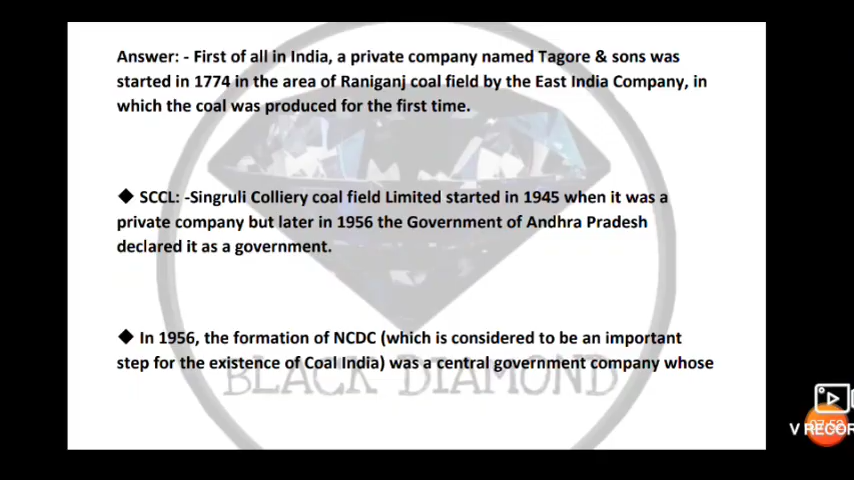 Answer: - First of all in India, a private company named Tagore & sons was
started in 1774 in the area of Raniganj coal field by the East India Company, in
which the coal was produced for the first time.
◆ SCCL: -Singruli Colliery coal field Limited started in 1945 when it was a
private company but later in 1956 the Government of Andhra Pradesh
declared it as a government.
◆ In 1956, the formation of NCDC (which is considered to be an important
step for the existence of Coal India) was a central government company whose
BLACK DIAMOND
V RECOR